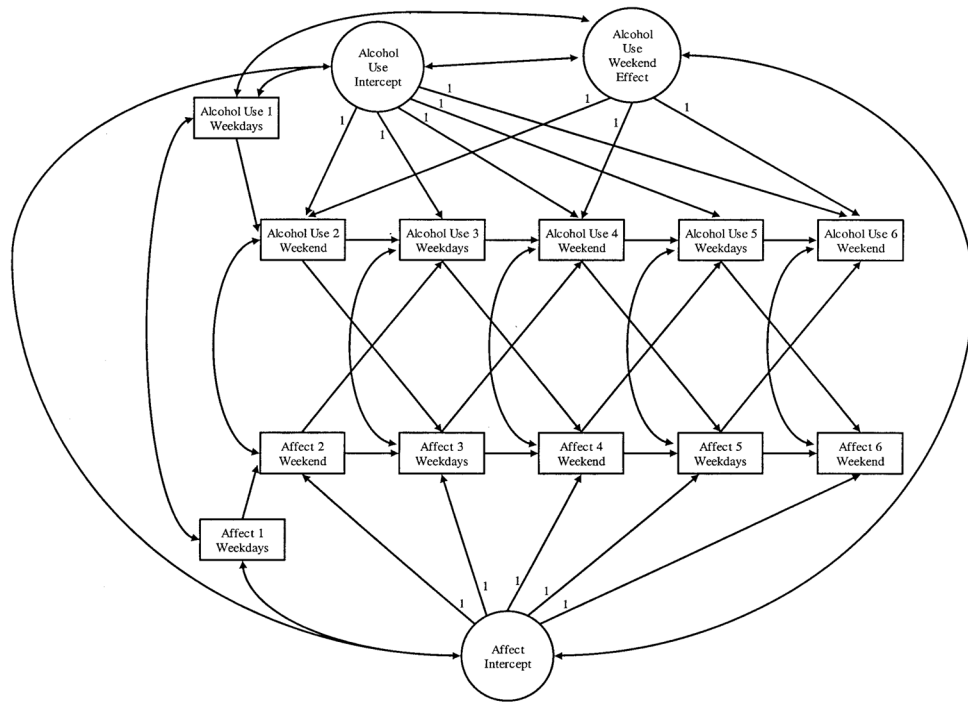 Alcohol
Use
Intercept
Alcohol
Use
Weekend
Effect
Alcohol Use 1
Weekdays
1
1
1
1
1
1
1
1
Alcohol Use 2
Weekend
Alcohol Use 3
Weekdays
Alcohol Use 4
Weekend
Alcohol Use 5
Weekdays
Alcohol Use 6
Weekend
Affect 2
Weekend
Affect 3
Weekdays
Affect 4
Weekend
Affect 5
Weekdays
Affect 6
Weekend
Affect 1
Weekdays
1
1
1
1
1
Affect
Intercept